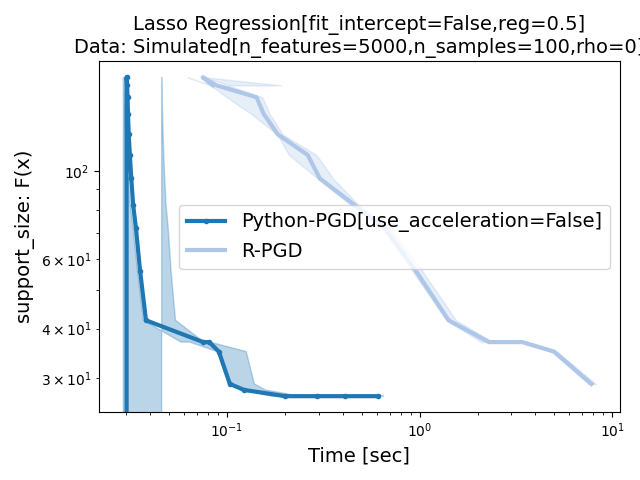 Lasso Regression[fit_intercept=False,reg=0.5]
Data: Simulated[n_features=5000,n_samples=100,rho=0]
support_size: F(x)
10²
6 × 10¹
4 × 10¹
3 × 10¹
Python-PGD[use_acceleration=False]
R-PGD
10⁻¹
10⁰
10¹
Time [sec]